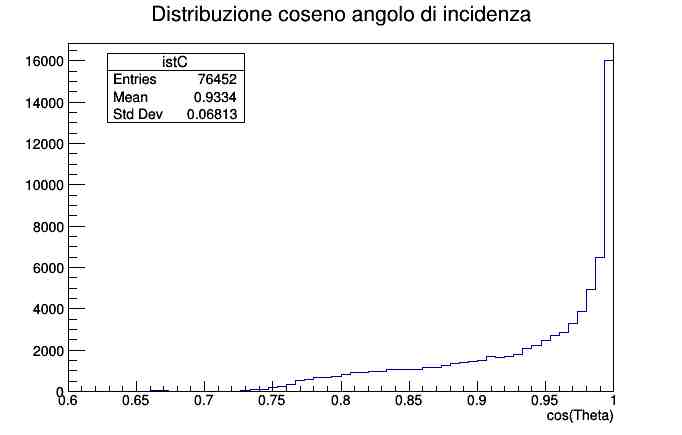 Distribuzione coseno angolo di incidenza
istC
Entries 76452
Mean 0.9334
Std Dev 0.06813
16000
14000
12000
10000
8000
6000
4000
2000
0
0.6 0.65 0.7 0.75 0.8 0.85 0.9 0.95 1
cos(Theta)